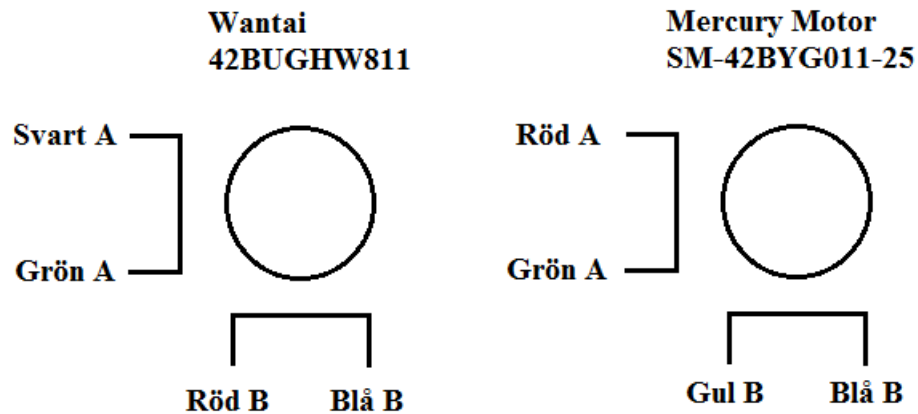 Wantai
42BUGHW811
Svart A
Grön A
Röd B
Blå B
Mercury Motor
SM-42BYG011-25
Röd A
Grön A
Gul B
Blå B